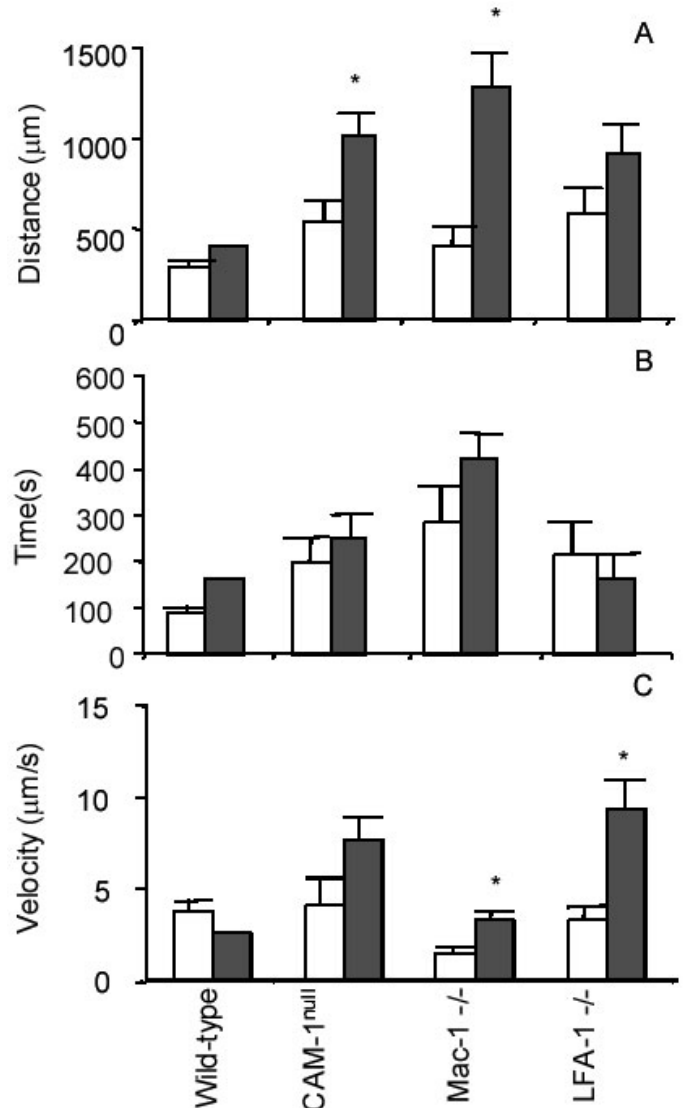 A
*
*
1500
1000
500
0
Distance (μm)
B
600
500
400
300
200
100
0
Time(s)
C
15
10
5
0
Velocity (μm/s)
*
*
Wild-type
CAM-1null
Mac-1 -/-
LFA-1 -/-